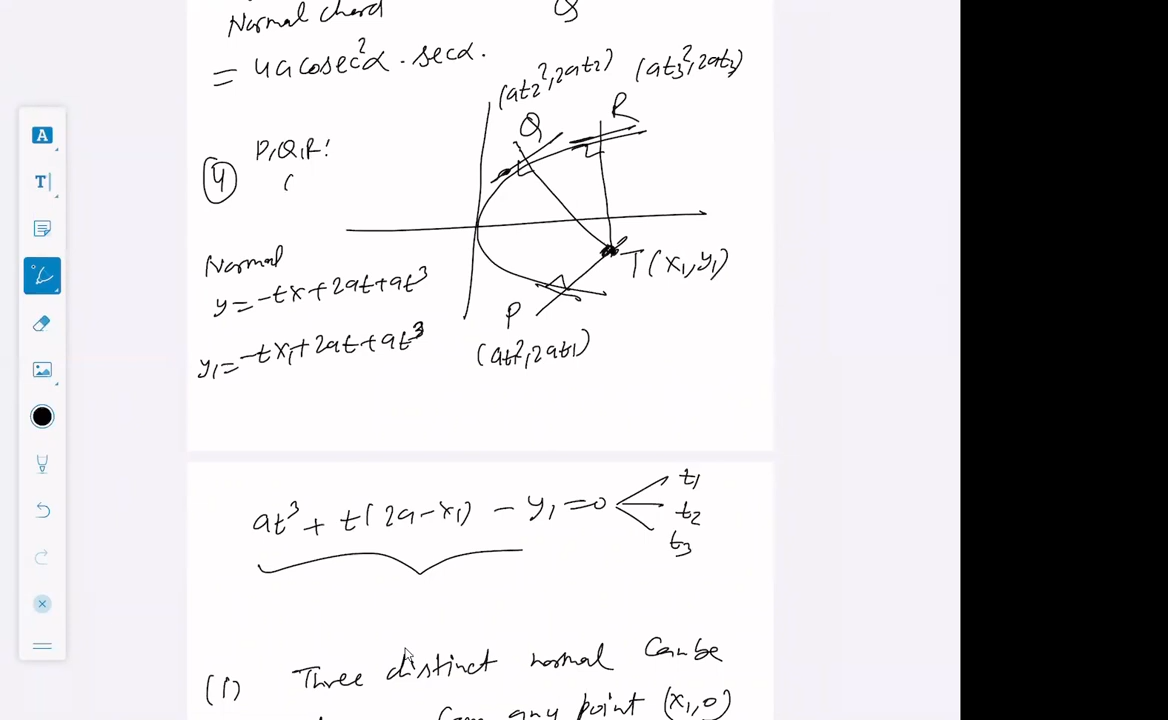 Normal chord
Q
= 4a cosec²α . secα.
(at2², 2at2)
(at3², 2at3)
Q
R
(4)
P, Q, R!
(
Normal
y = -tx + 2at + at³
y1 = -tx1 + 2at + at³
T(x1, y1)
P
(at1², 2at1)
at³ + t(2a - x1) - y1 = 0
t1
t2
t3
(1) Three distinct normal can be
any point (x1, 0)
A
T